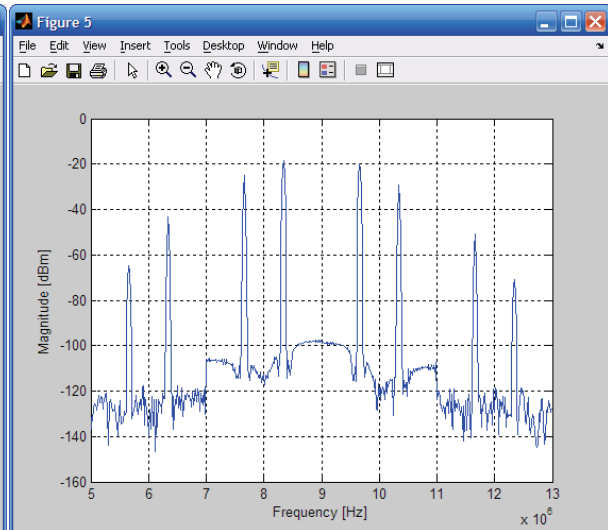 Figure 5
File Edit View Insert Tools Desktop Window Help
0
-20
-40
-60
-80
-100
-120
-140
-160
Magnitude [dBm]
5 6 7 8 9 10 11 12 13
Frequency [Hz]
x 10^6